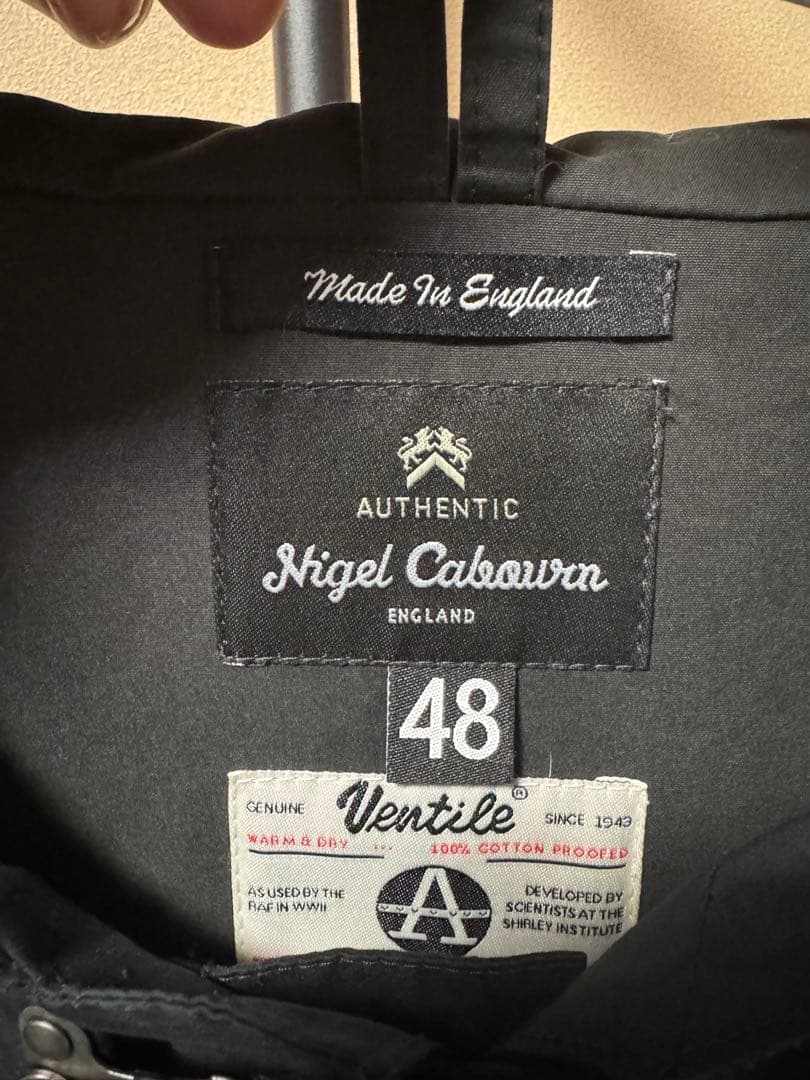 Made In England
AUTHENTIC
Nigel Cabourn
ENGLAND
48
GENUINE
Ventile®
SINCE 1943
WARM & DRY ... 100% COTTON PROOFED
AS USED BY THE
RAF IN WWII
A
DEVELOPED BY
SCIENTISTS AT THE
SHIRLEY INSTITUTE